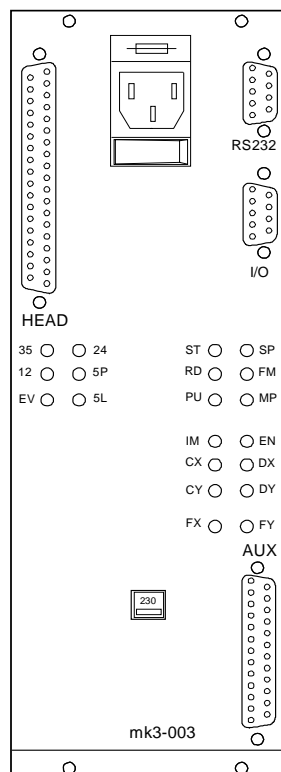 RS232
I/O
HEAD
35 24 ST SP
12 5P RD FM
EV 5L PU MP
IM EN
CX DX
CY DY
FX FY
AUX
230
mk3-003